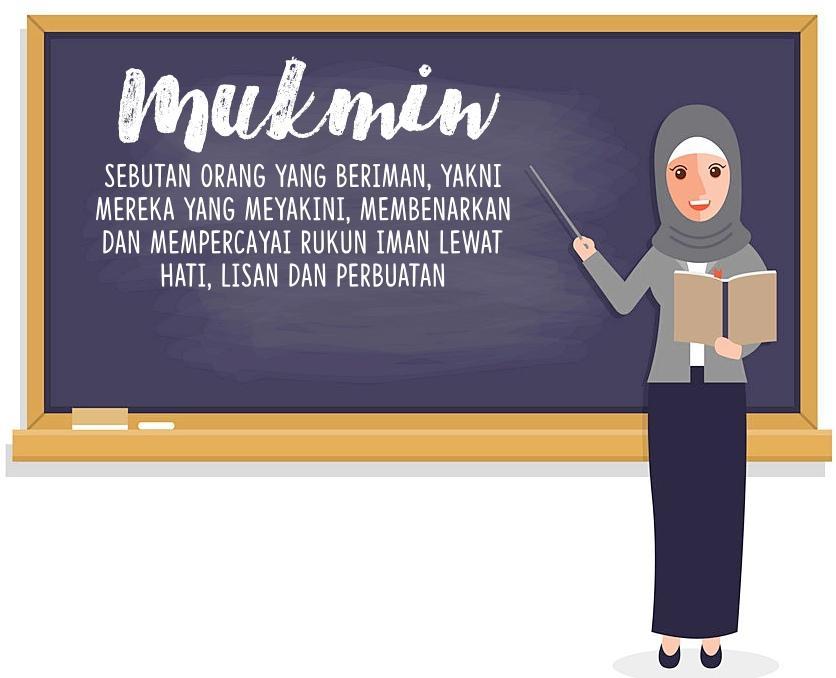 Mukmin
SEBUTAN ORANG YANG BERIMAN, YAKNI
MEREKA YANG MEYAKINI, MEMBENARKAN
DAN MEMPERCAYAI RUKUN IMAN LEWAT
HATI, LISAN DAN PERBUATAN